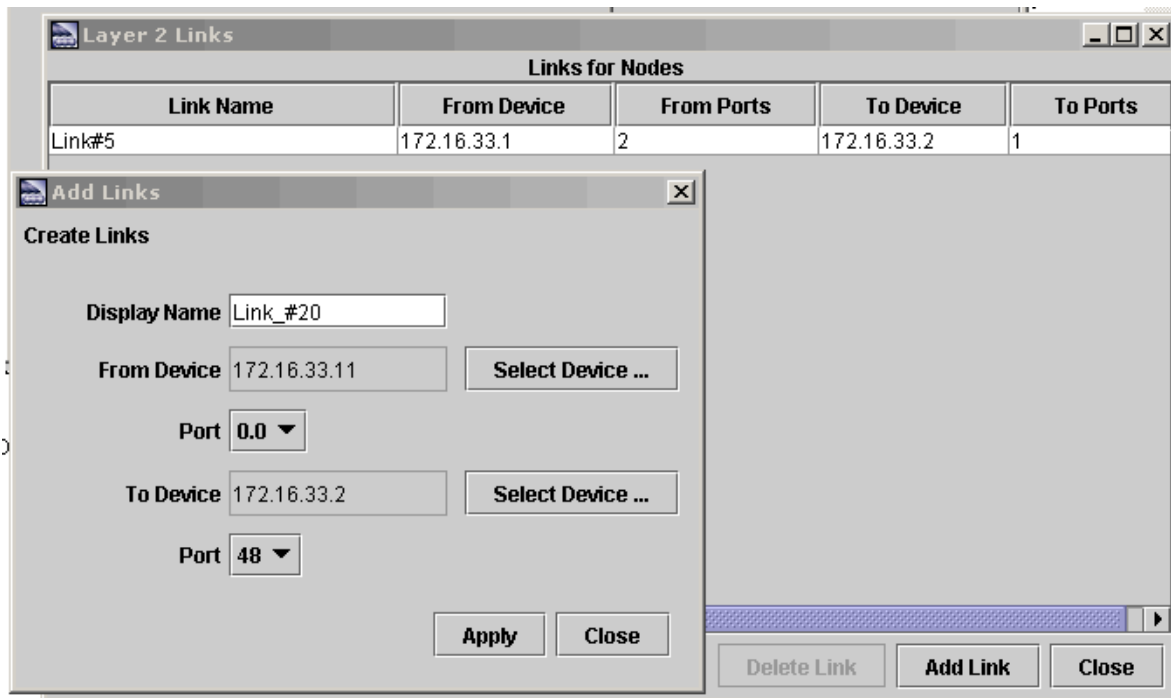 Layer 2 Links
Links for Nodes
Link Name From Device From Ports To Device To Ports
Link#5 172.16.33.1 2 172.16.33.2 1
Add Links
Create Links
Display Name Link_#20
From Device 172.16.33.11 Select Device ...
Port 0.0
To Device 172.16.33.2 Select Device ...
Port 48
Apply Close
Delete Link Add Link Close